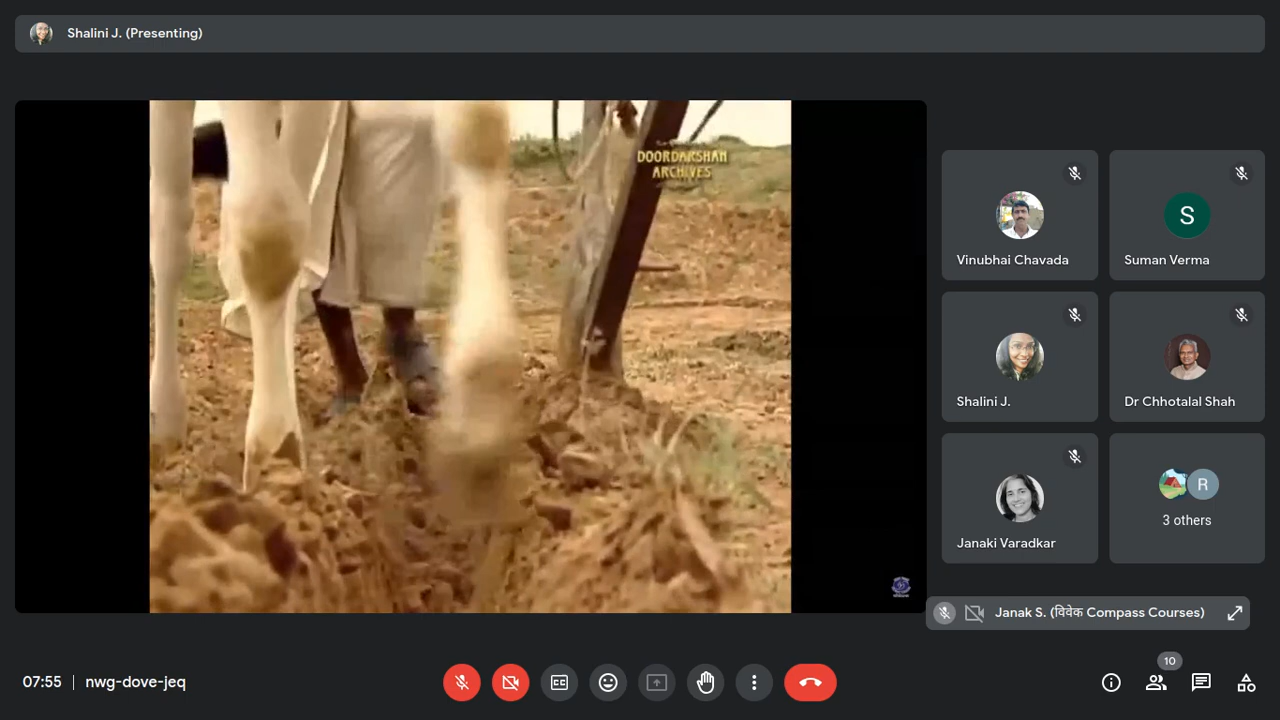 Shalini J. (Presenting)
DOORDARSHAN
ARCHIVES
Vinubhai Chavada
S
Suman Verma
Shalini J.
Dr Chhotalal Shah
Janaki Varadkar
R
3 others
Janak S. (विवेक Compass Courses)
07:55 | nwg-dove-jeq
CC
10